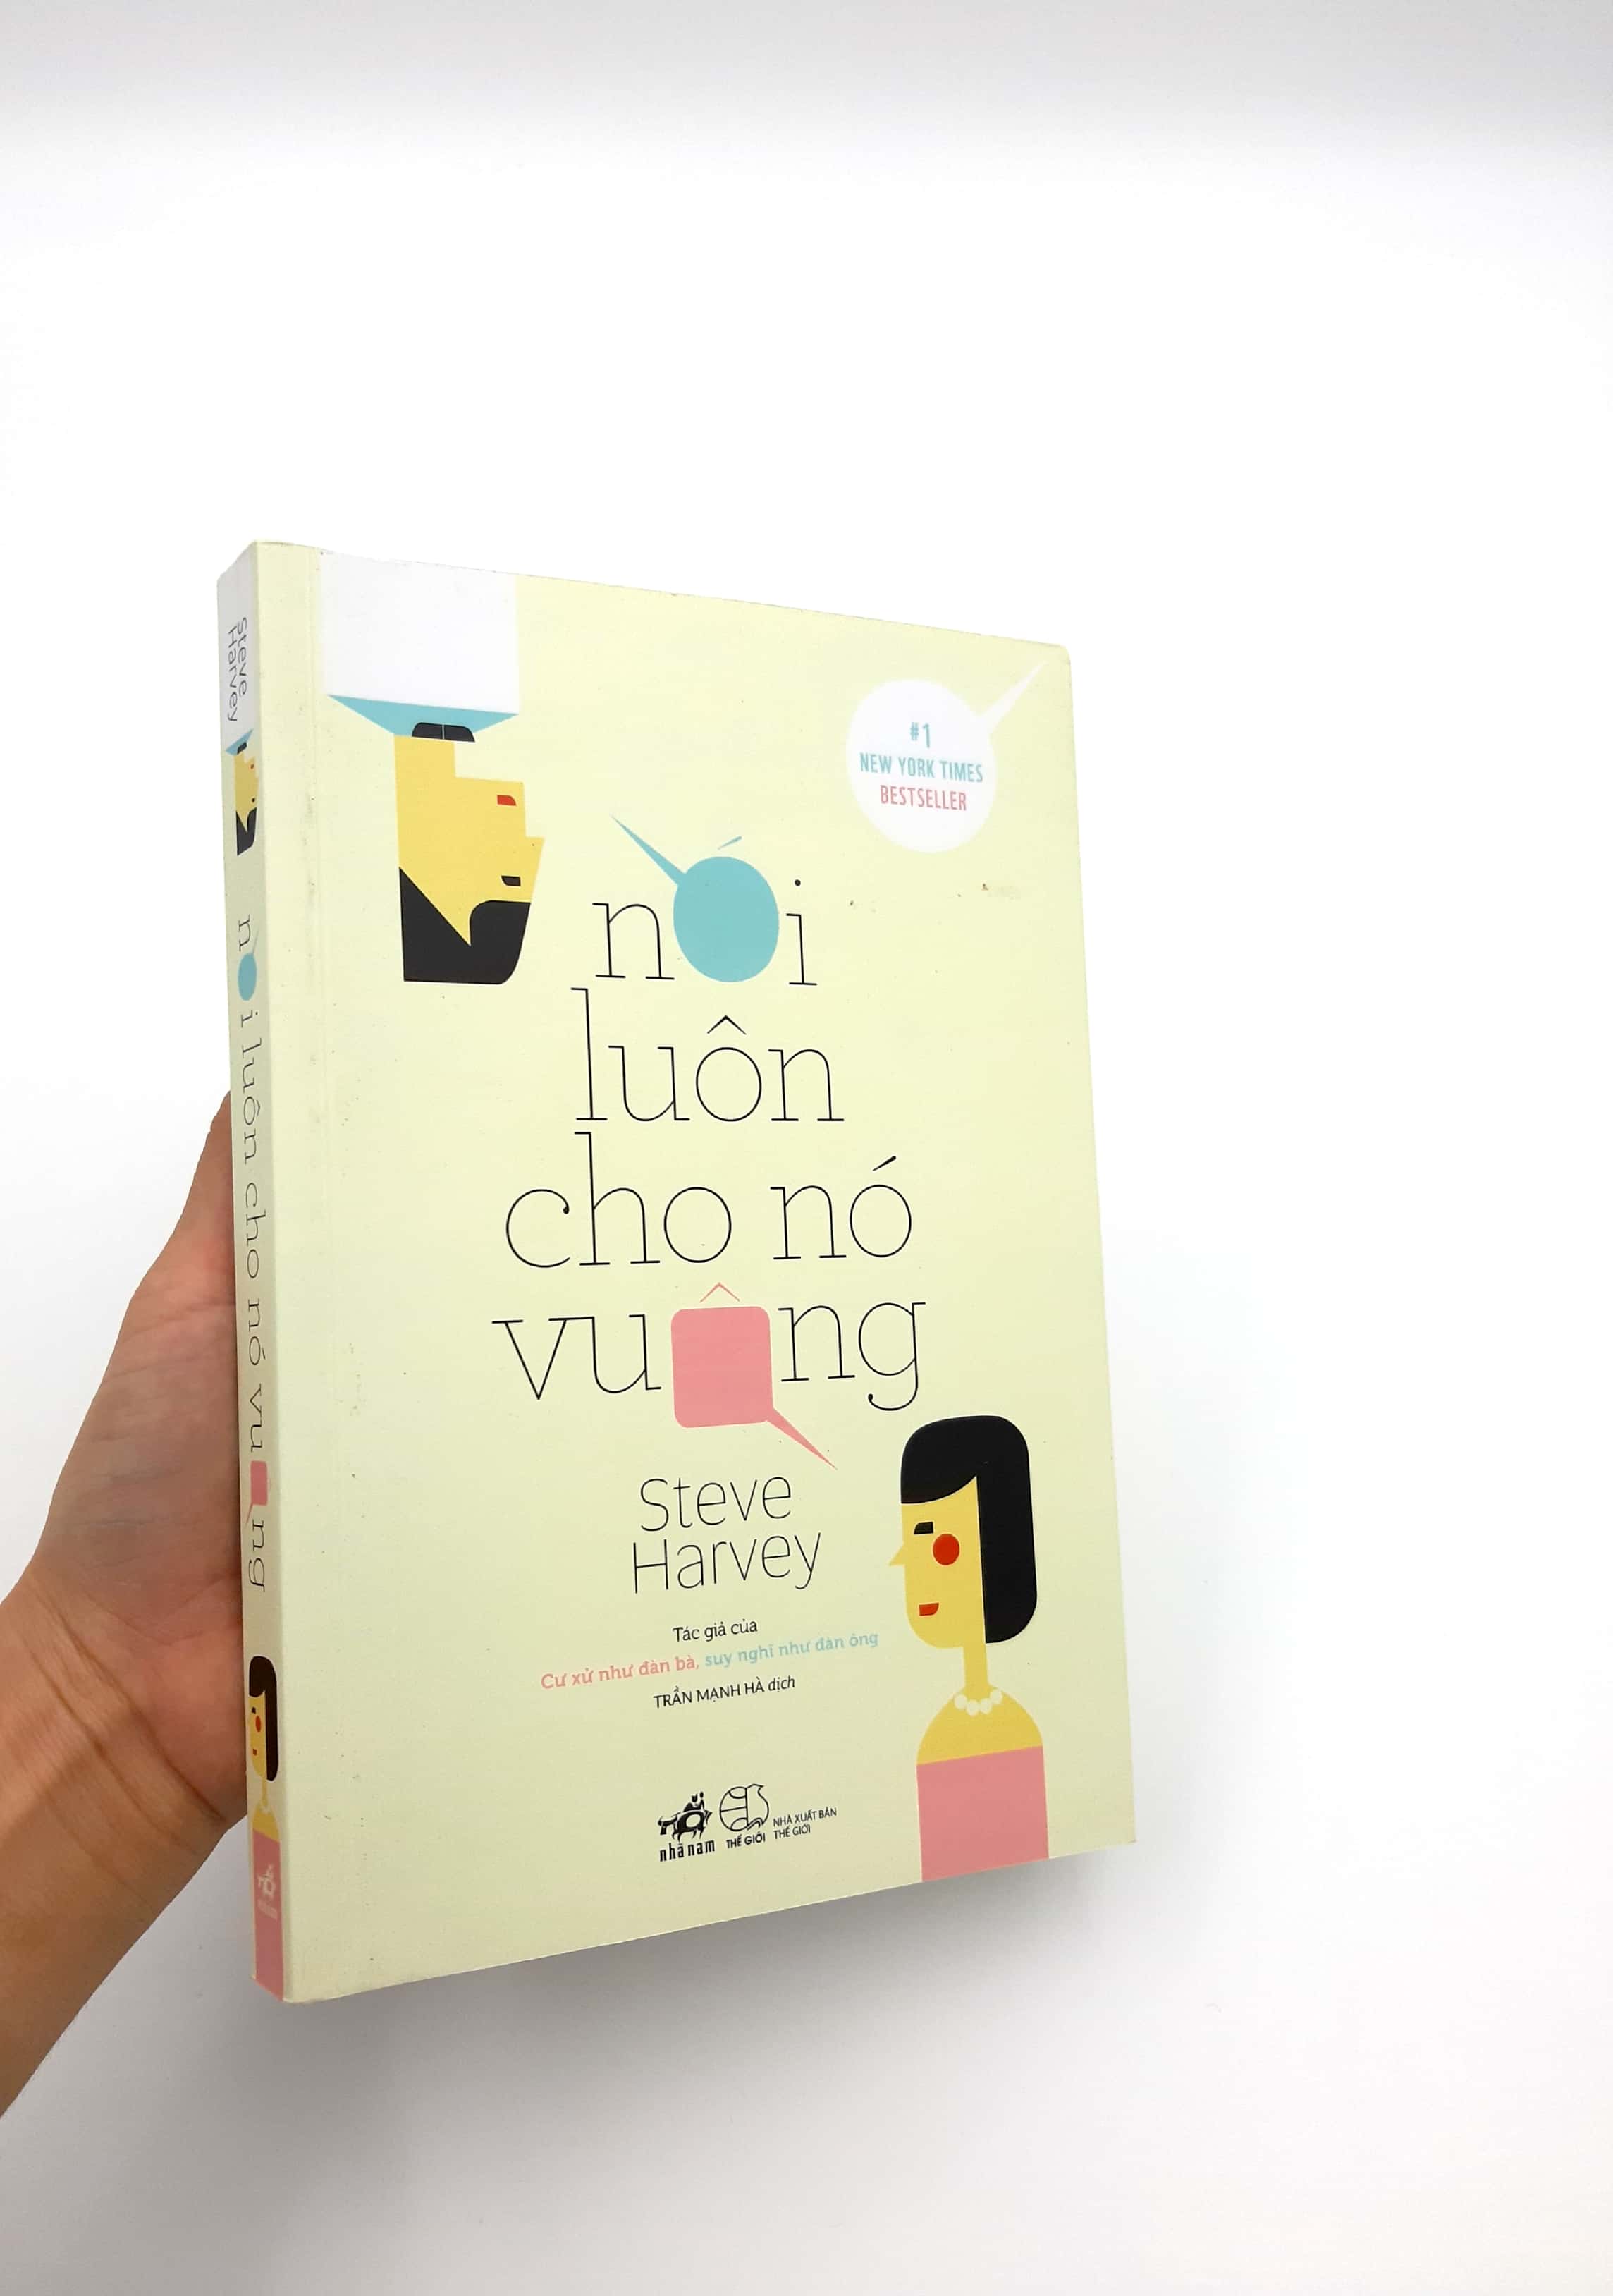 Steve
Harvey
nói luôn cho nó vuông
#1
NEW YORK TIMES
BESTSELLER
nói
luôn
cho nó
vuông
Steve
Harvey
Tác giả của
Cư xử như đàn bà, suy nghĩ như đàn ông
TRẦN MẠNH HÀ dịch
nhã nam
THẾ GIỚI
NHÀ XUẤT BẢN
THẾ GIỚI